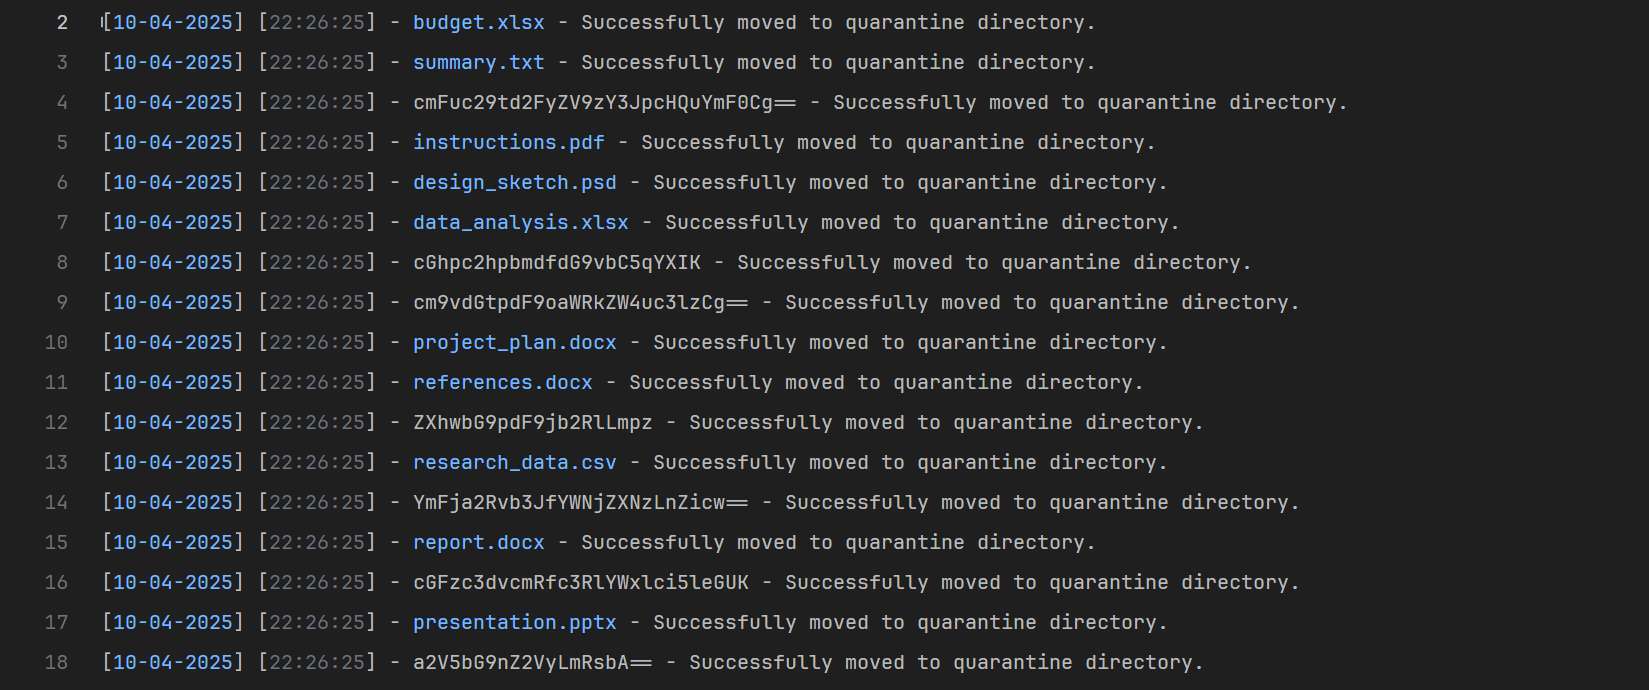 2 [10-04-2025] [22:26:25] - budget.xlsx - Successfully moved to quarantine directory.
3 [10-04-2025] [22:26:25] - summary.txt - Successfully moved to quarantine directory.
4 [10-04-2025] [22:26:25] - cmFuc29td2FyZV9zY3JpcHQuYmF0Cg== - Successfully moved to quarantine directory.
5 [10-04-2025] [22:26:25] - instructions.pdf - Successfully moved to quarantine directory.
6 [10-04-2025] [22:26:25] - design_sketch.psd - Successfully moved to quarantine directory.
7 [10-04-2025] [22:26:25] - data_analysis.xlsx - Successfully moved to quarantine directory.
8 [10-04-2025] [22:26:25] - cGhpc2hpbmdfdG9vbC5qYXIK - Successfully moved to quarantine directory.
9 [10-04-2025] [22:26:25] - cm9vdGtpdF9oaWRkZW4uc3lzCg== - Successfully moved to quarantine directory.
10 [10-04-2025] [22:26:25] - project_plan.docx - Successfully moved to quarantine directory.
11 [10-04-2025] [22:26:25] - references.docx - Successfully moved to quarantine directory.
12 [10-04-2025] [22:26:25] - ZXhwbG9pdF9jb2RlLmpz - Successfully moved to quarantine directory.
13 [10-04-2025] [22:26:25] - research_data.csv - Successfully moved to quarantine directory.
14 [10-04-2025] [22:26:25] - YmFja2Rvb3JfYWNjZXNzLnZicw== - Successfully moved to quarantine directory.
15 [10-04-2025] [22:26:25] - report.docx - Successfully moved to quarantine directory.
16 [10-04-2025] [22:26:25] - cGFzc3dvcmRfc3RlYWxlci5leGUK - Successfully moved to quarantine directory.
17 [10-04-2025] [22:26:25] - presentation.pptx - Successfully moved to quarantine directory.
18 [10-04-2025] [22:26:25] - a2V5bG9nZ2VyLmRsbA== - Successfully moved to quarantine directory.